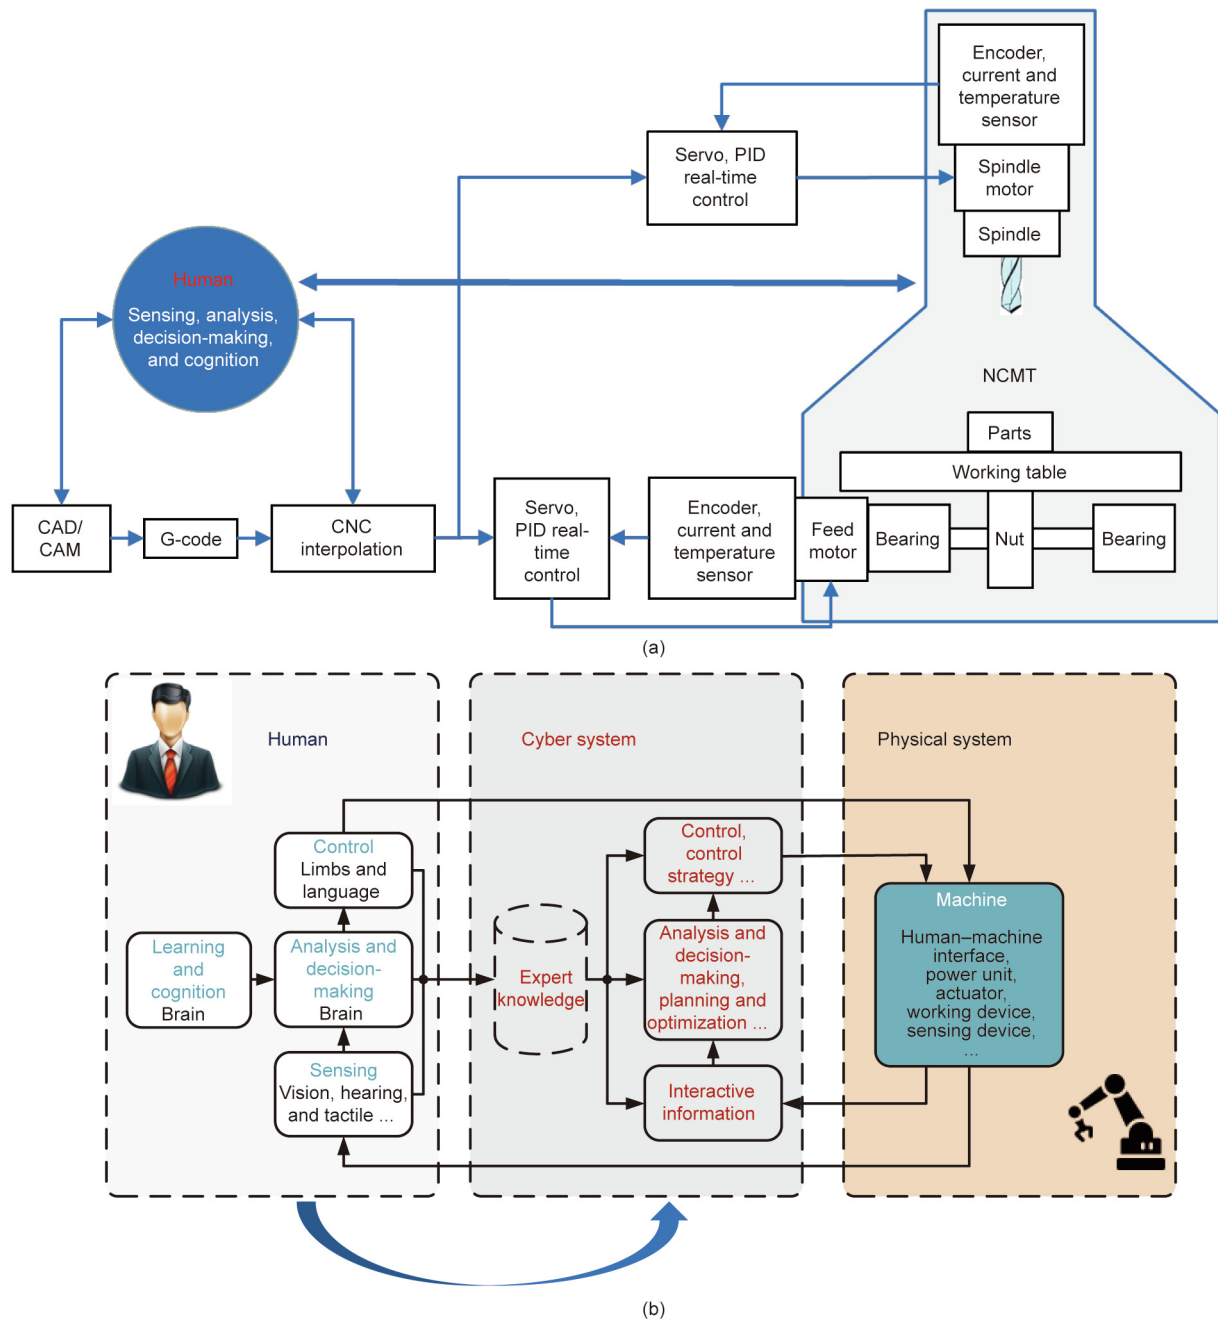 Encoder,
current and
temperature
sensor
Servo, PID
real-time
control
Spindle
motor
Spindle
Human
Sensing, analysis,
decision-making,
and cognition
NCMT
Parts
Working table
CAD/
CAM
G-code
CNC
interpolation
Servo,
PID real-
time
control
Encoder,
current and
temperature
sensor
Feed
motor
Bearing
Nut
Bearing
(a)
Human
Cyber system
Physical system
Control
Limbs and
language
Learning and
cognition
Brain
Analysis and
decision-
making
Brain
Sensing
Vision, hearing,
and tactile ...
Expert
knowledge
Control,
control
strategy ...
Analysis and
decision-
making,
planning and
optimization ...
Interactive
information
Machine
Human–machine
interface,
power unit,
actuator,
working device,
sensing device,
...
(b)